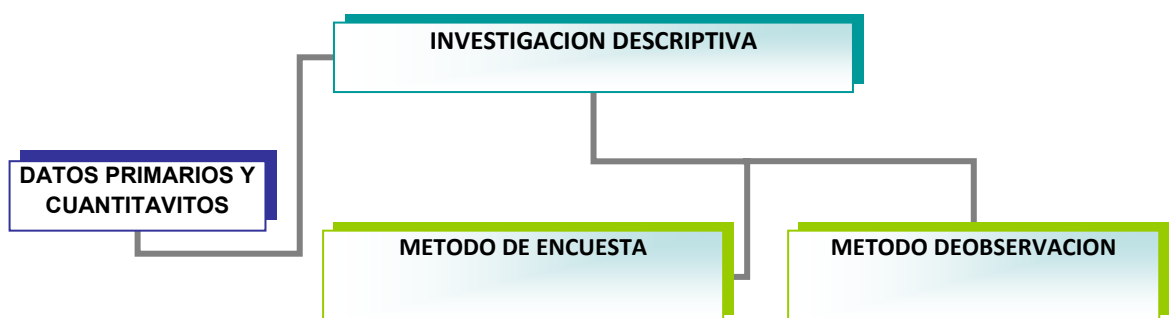 INVESTIGACION DESCRIPTIVA
DATOS PRIMARIOS Y
CUANTITAVITOS
METODO DE ENCUESTA
METODO DEOBSERVACION